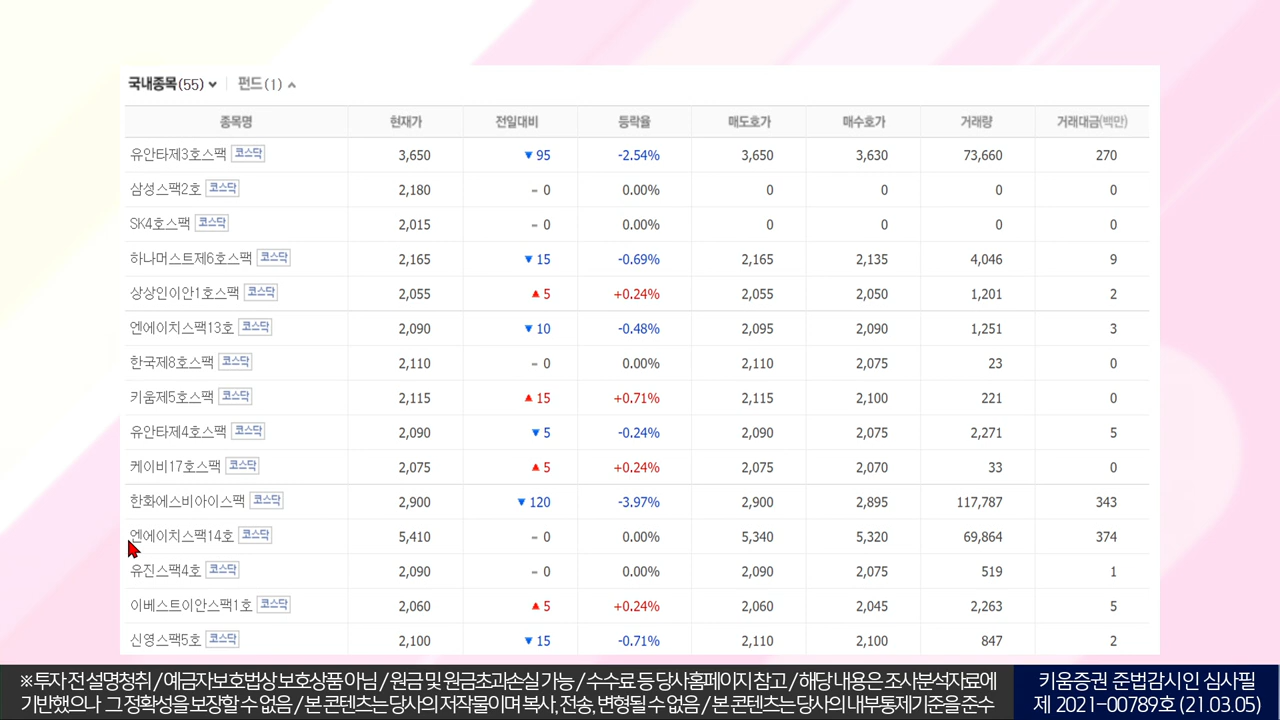 국내종목(55) 펀드(1)
종목명 현재가 전일대비 등락율 매도호가 매수호가 거래량 거래대금(백만)
유안타제3호스팩 코스닥 3,650 ▼ 95 -2.54% 3,650 3,630 73,660 270
삼성스팩2호 코스닥 2,180 - 0 0.00% 0 0 0 0
SK4호스팩 코스닥 2,015 - 0 0.00% 0 0 0 0
하나머스트제6호스팩 코스닥 2,165 ▼ 15 -0.69% 2,165 2,135 4,046 9
상상인이안1호스팩 코스닥 2,055 ▲ 5 +0.24% 2,055 2,050 1,201 2
엔에이치스팩13호 코스닥 2,090 ▼ 10 -0.48% 2,095 2,090 1,251 3
한국제8호스팩 코스닥 2,110 - 0 0.00% 2,110 2,075 23 0
키움제5호스팩 코스닥 2,115 ▲ 15 +0.71% 2,115 2,100 221 0
유안타제4호스팩 코스닥 2,090 ▼ 5 -0.24% 2,090 2,075 2,271 5
케이비17호스팩 코스닥 2,075 ▲ 5 +0.24% 2,075 2,070 33 0
한화에스비아이스팩 코스닥 2,900 ▼ 120 -3.97% 2,900 2,895 117,787 343
엔에이치스팩14호 코스닥 5,410 - 0 0.00% 5,340 5,320 69,864 374
유진스팩4호 코스닥 2,090 - 0 0.00% 2,090 2,075 519 1
이베스트이안스팩1호 코스닥 2,060 ▲ 5 +0.24% 2,060 2,045 2,263 5
신영스팩5호 코스닥 2,100 ▼ 15 -0.71% 2,110 2,100 847 2
※투자 전 설명청취 / 예금자보호법상 보호상품 아님 / 원금 및 원금초과손실 가능 / 수수료 등 당사홈페이지 참고 / 해당 내용은 조사분석자료에
기반했으나 그 정확성을 보장할 수 없음 / 본 콘텐츠는 당사의 저작물이며 복사, 전송, 변형될 수 없음 / 본 콘텐츠는 당사의 내부통제기준을 준수
키움증권 준법감시인 심사필
제 2021-00789호 (21.03.05)